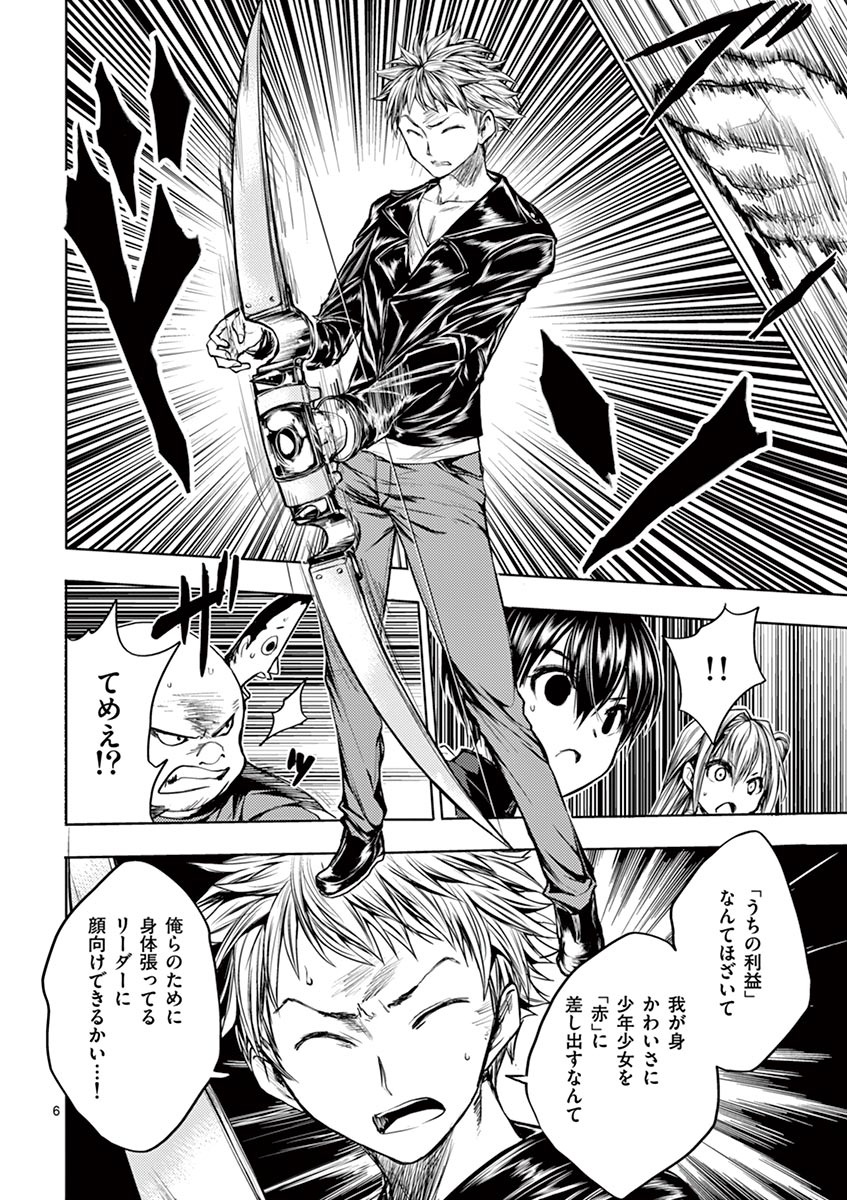 ブ
ン
!!
てめえ!?
「うちの利益」
なんてほざいて
我が身
かわいさに
少年少女を
「赤」に
差し出すなんて
俺らのために
身体張ってる
リーダーに
顔向けできるかい…!
6